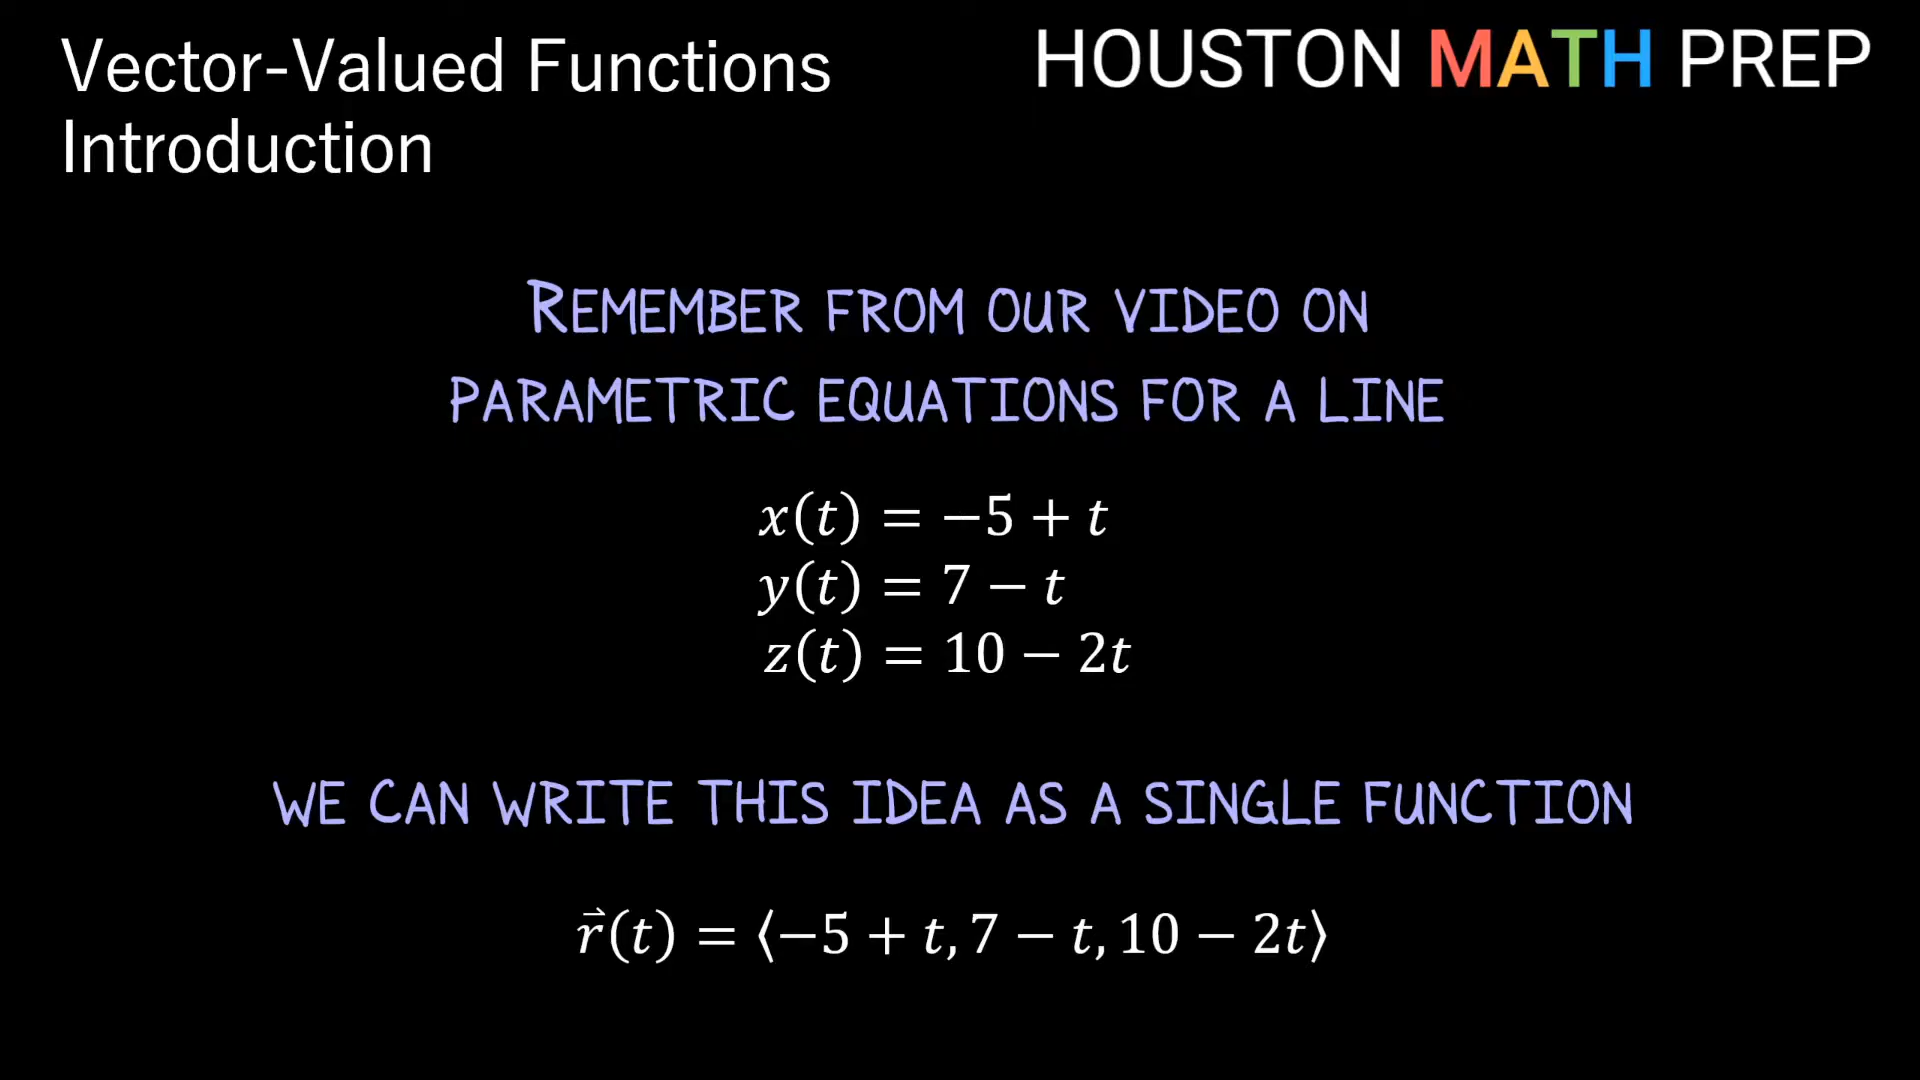 Vector-Valued Functions
Introduction
HOUSTON MATH PREP
REMEMBER FROM OUR VIDEO ON
PARAMETRIC EQUATIONS FOR A LINE
x(t) = −5 + t
y(t) = 7 − t
z(t) = 10 − 2t
WE CAN WRITE THIS IDEA AS A SINGLE FUNCTION
r⃗(t) = ⟨−5 + t, 7 − t, 10 − 2t⟩